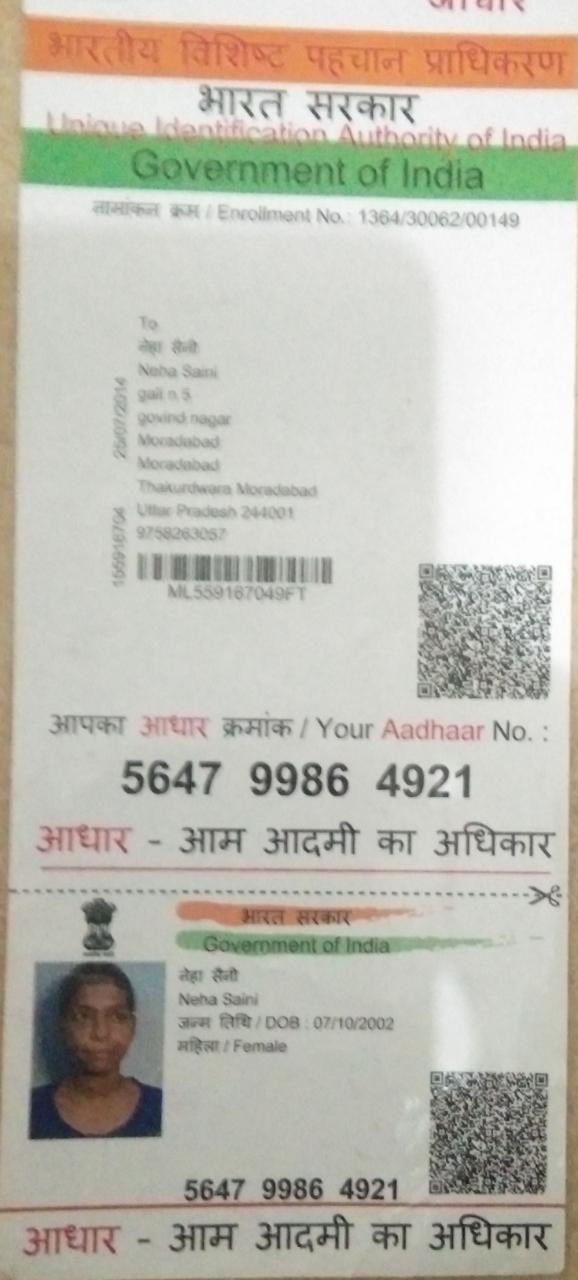 भारतीय विशिष्ट पहचान प्राधिकरण
भारत सरकार
Unique Identification Authority of India
Government of India
नामांकन क्रम / Enrollment No.: 1364/30062/00149
To
नेहा सैनी
Neha Saini
gali n 5
govind nagar
Moradabad
Moradabad
Thakurdwara Moradabad
Uttar Pradesh 244001
9758263057
25/07/2014
155916704
ML559167049FT
आपका आधार क्रमांक / Your Aadhaar No. :
5647 9986 4921
आधार - आम आदमी का अधिकार
भारत सरकार
Government of India
नेहा सैनी
Neha Saini
जन्म तिथि / DOB : 07/10/2002
महिला / Female
5647 9986 4921
आधार - आम आदमी का अधिकार